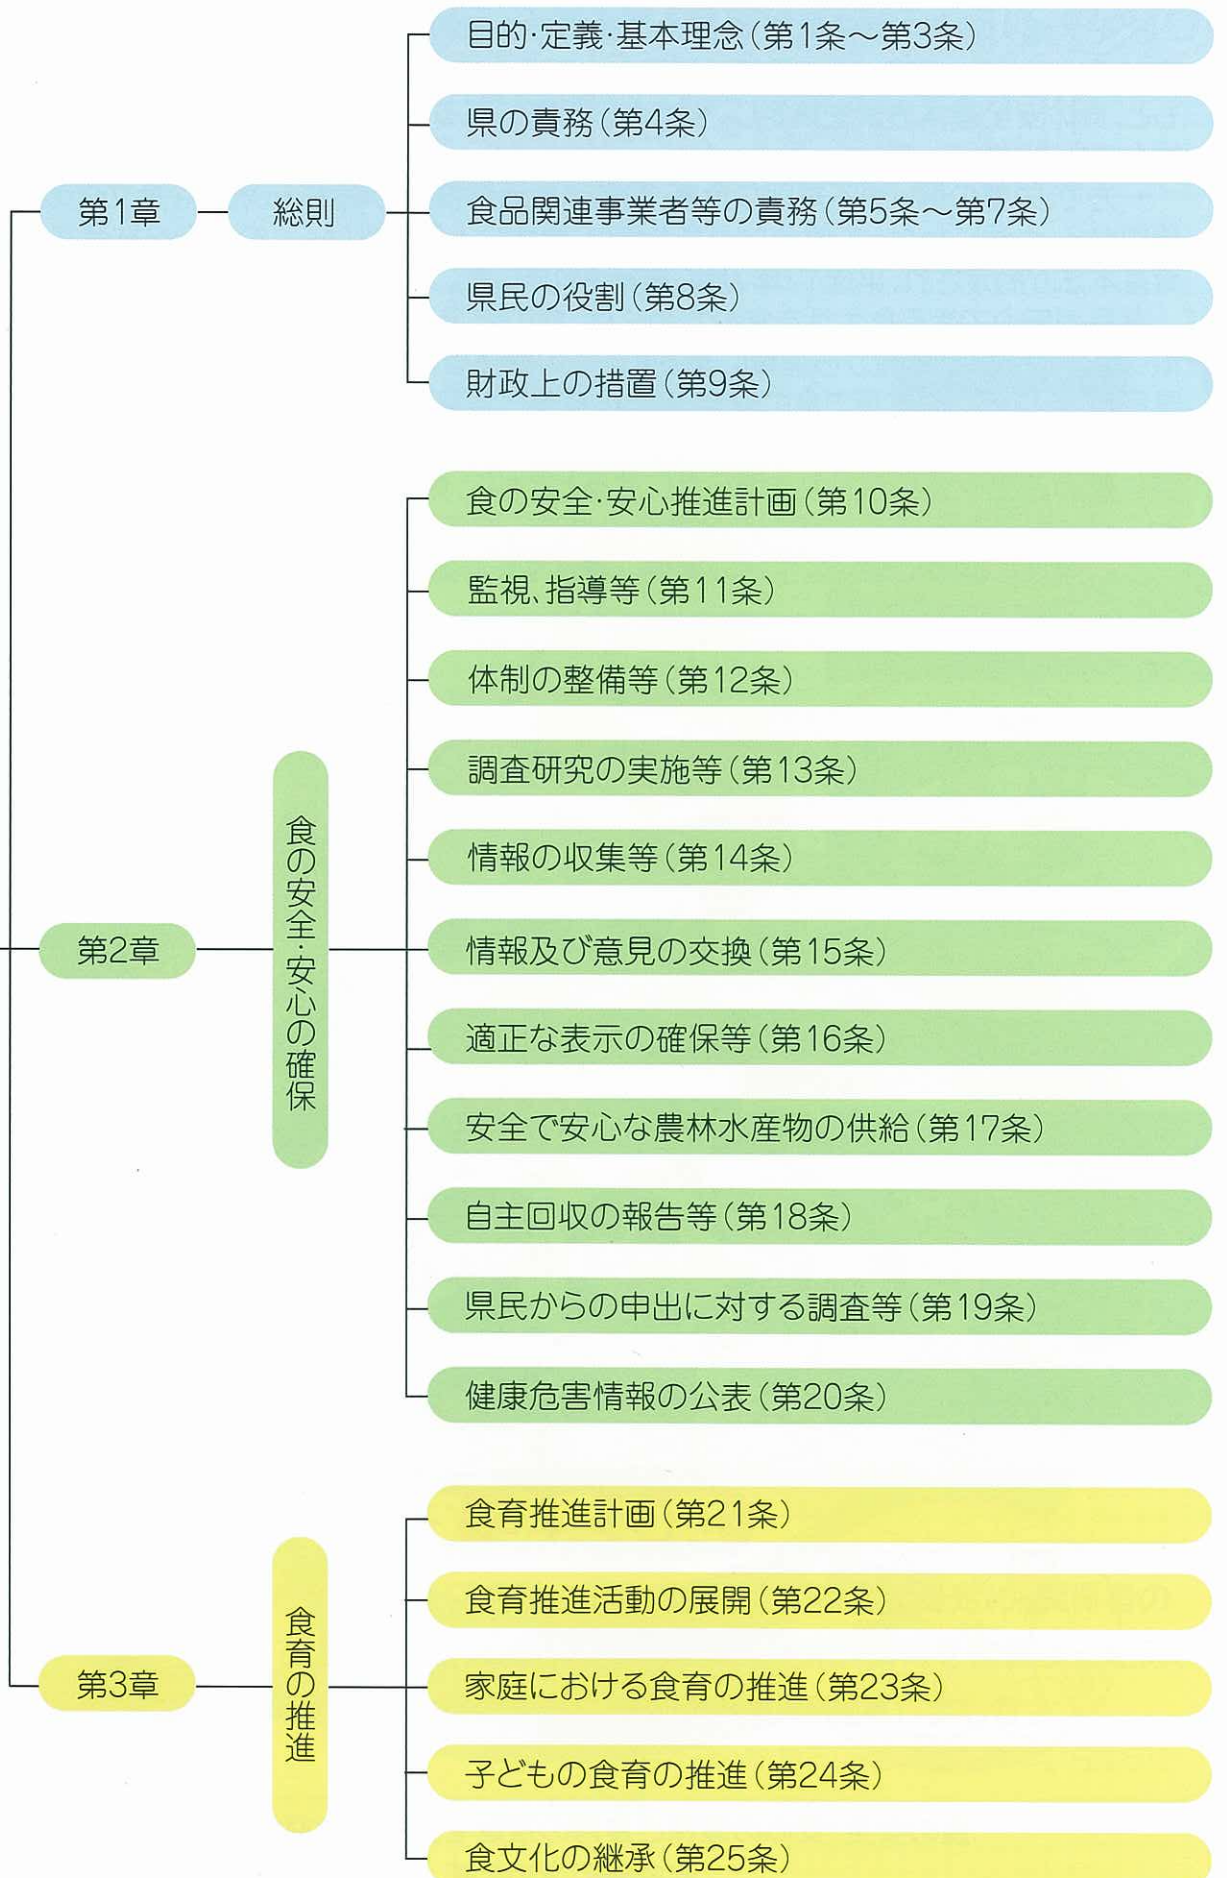 第1章
総則
目的・定義・基本理念(第1条～第3条)
県の責務(第4条)
食品関連事業者等の責務(第5条～第7条)
県民の役割(第8条)
財政上の措置(第9条)
第2章
食の安全・安心の確保
食の安全・安心推進計画(第10条)
監視、指導等(第11条)
体制の整備等(第12条)
調査研究の実施等(第13条)
情報の収集等(第14条)
情報及び意見の交換(第15条)
適正な表示の確保等(第16条)
安全で安心な農林水産物の供給(第17条)
自主回収の報告等(第18条)
県民からの申出に対する調査等(第19条)
健康危害情報の公表(第20条)
第3章
食育の推進
食育推進計画(第21条)
食育推進活動の展開(第22条)
家庭における食育の推進(第23条)
子どもの食育の推進(第24条)
食文化の継承(第25条)